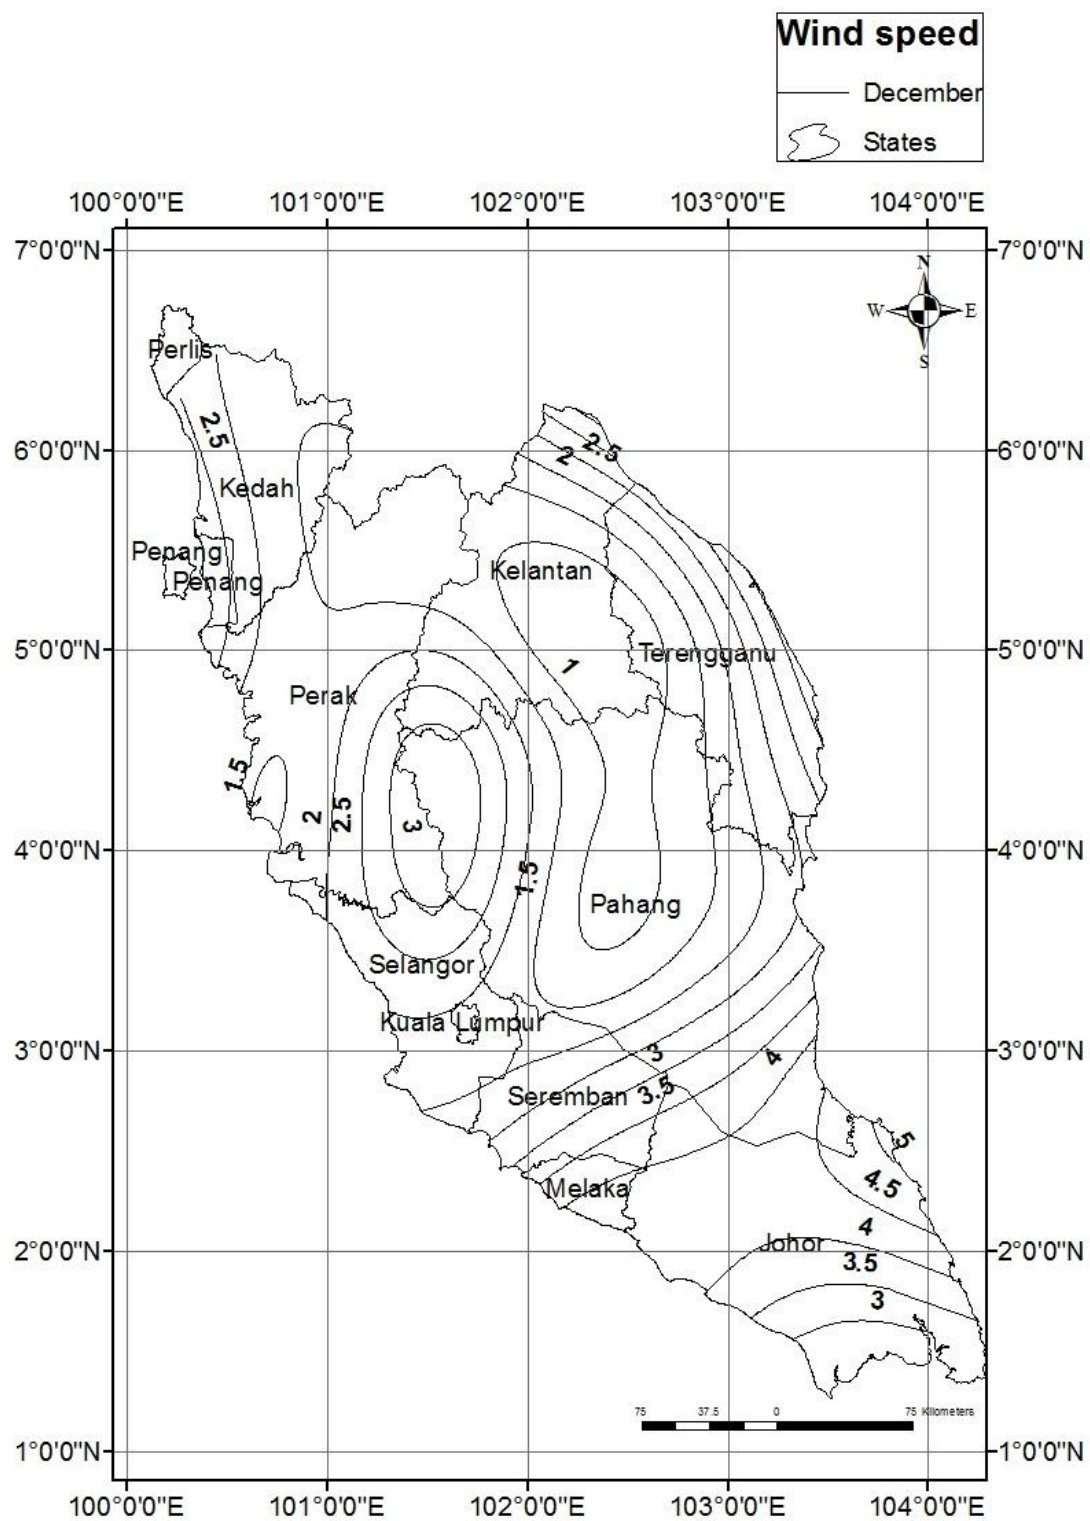 Wind speed
December
States
100°0'0"E 101°0'0"E 102°0'0"E 103°0'0"E 104°0'0"E
7°0'0"N 7°0'0"N
N
W E
S
Perlis
2.5
6°0'0"N 2 2.5 6°0'0"N
Kedah
Penang
Kelantan
Penang
5°0'0"N 1 Terengganu 5°0'0"N
Perak
1.5
2 2.5 3
4°0'0"N 4°0'0"N
1.5
Pahang
Selangor
Kuala Lumpur
3°0'0"N 3 4 3°0'0"N
Seremban 3.5
5
Melaka 4.5
4
2°0'0"N Johor 2°0'0"N
3.5
3
75 37.5 0 75 Kilometers
1°0'0"N 1°0'0"N
100°0'0"E 101°0'0"E 102°0'0"E 103°0'0"E 104°0'0"E